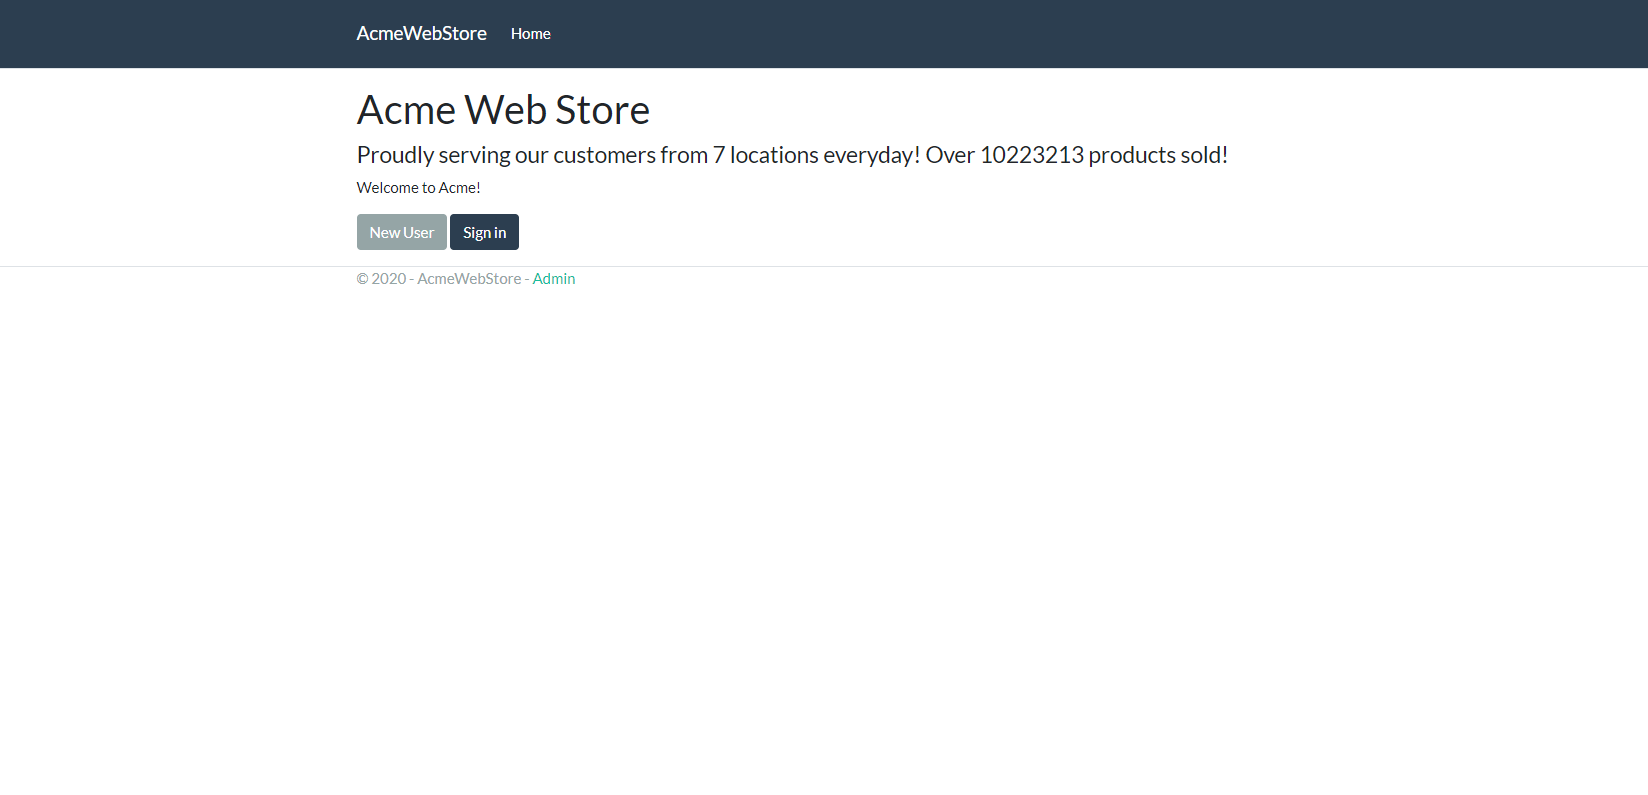 AcmeWebStore Home
Acme Web Store
Proudly serving our customers from 7 locations everyday! Over 10223213 products sold!
Welcome to Acme!
New User Sign in
© 2020 - AcmeWebStore - Admin